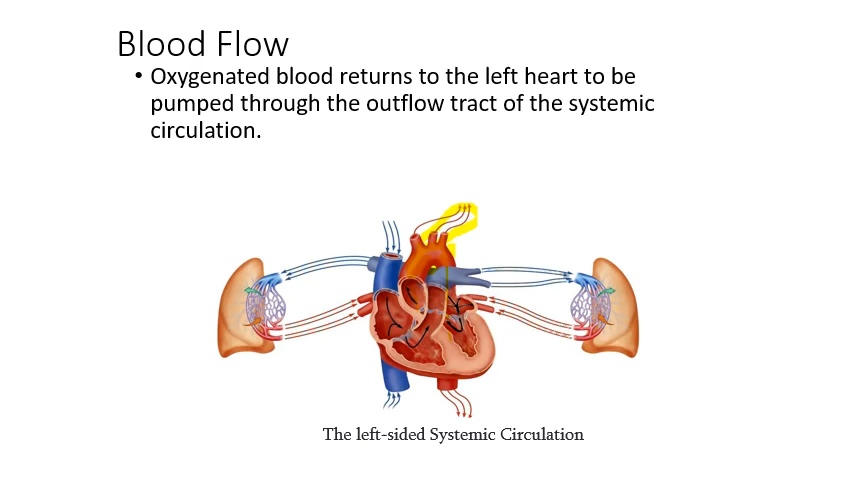 Blood Flow
• Oxygenated blood returns to the left heart to be
pumped through the outflow tract of the systemic
circulation.
The left-sided Systemic Circulation